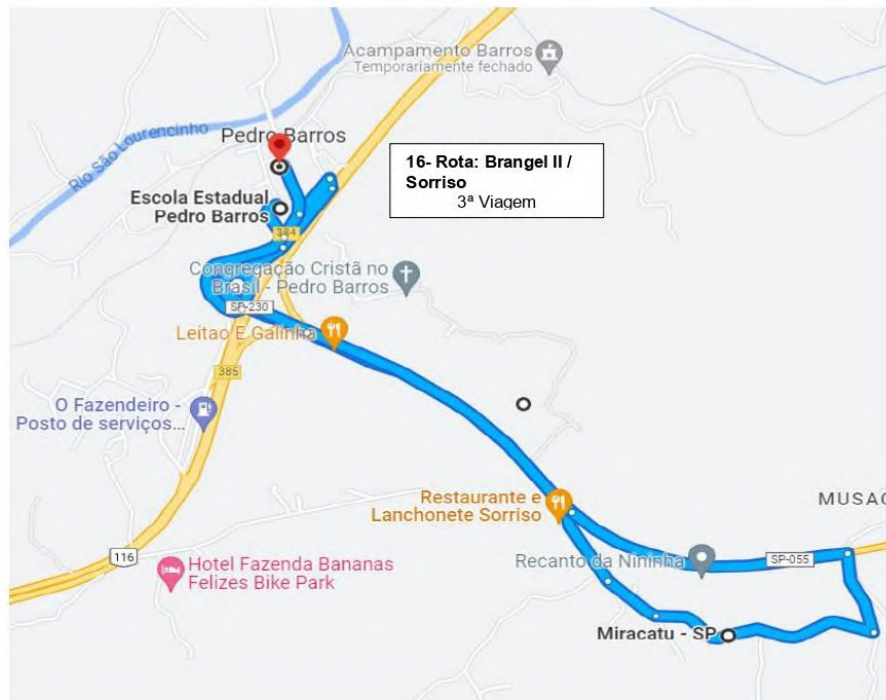 Acampamento Barros
Temporariamente fechado
Rio São Lourencinho
Pedro Barros
16- Rota: Brangel II /
Sorriso
3ª Viagem
Escola Estadual
Pedro Barros
384
Congregação Cristã no
Brasil - Pedro Barros
SP-230
Leitao E Galinha
385
O Fazendeiro -
Posto de serviços...
Restaurante e
Lanchonete Sorriso
MUSAC
116
Hotel Fazenda Bananas
Felizes Bike Park
Recanto da Nininha
SP-055
Miracatu - SP